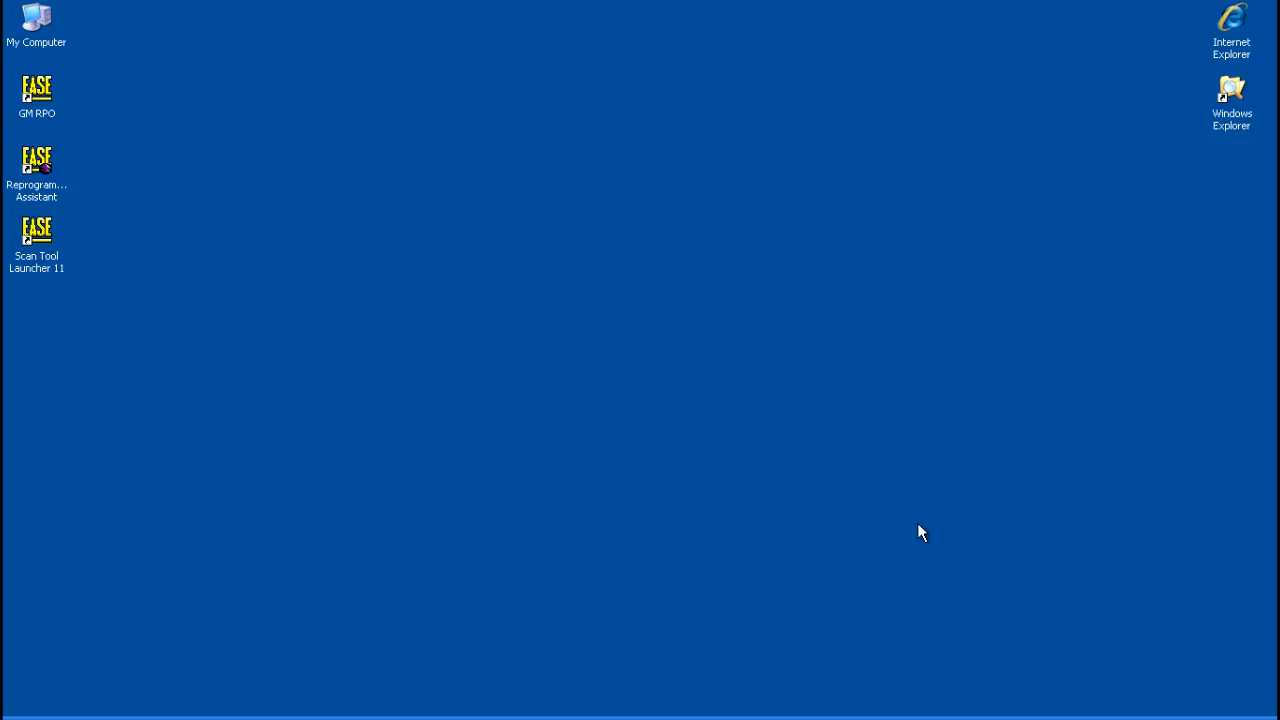 My Computer
EASE
GM RPO
EASE
Reprogram...
Assistant
EASE
Scan Tool
Launcher 11
Internet
Explorer
Windows
Explorer